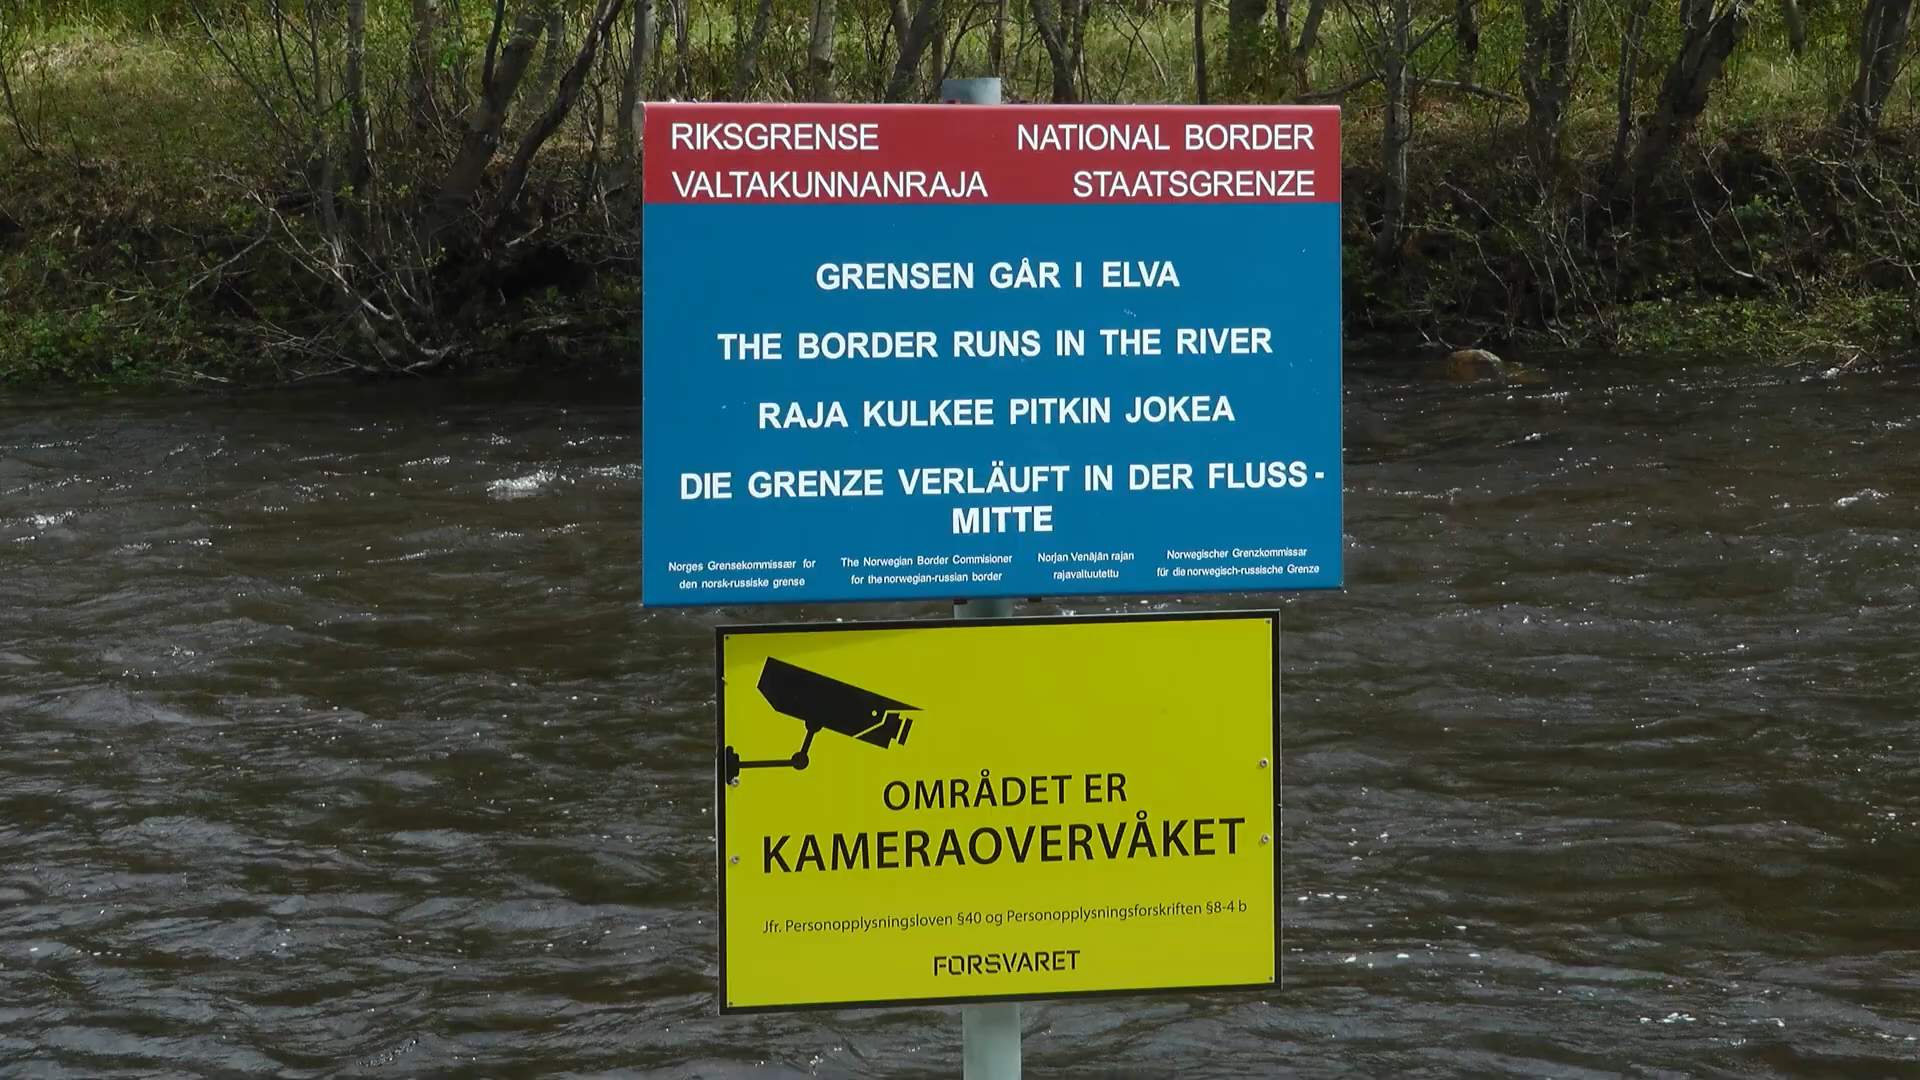 RIKSGRENSE NATIONAL BORDER
VALTAKUNNANRAJA STAATSGRENZE
GRENSEN GÅR I ELVA
THE BORDER RUNS IN THE RIVER
RAJA KULKEE PITKIN JOKEA
DIE GRENZE VERLÄUFT IN DER FLUSS-
MITTE
Norges Grensekommissær for
den norsk-russiske grense
The Norwegian Border Commisioner
for the norwegian-russian border
Norjan Venäjän rajan
rajavaltuutettu
Norwegischer Grenzkommissar
für die norwegisch-russische Grenze
OMRÅDET ER
KAMERAOVERVÅKET
Jfr. Personopplysningsloven §40 og Personopplysningsforskriften §8-4 b
FORSVARET